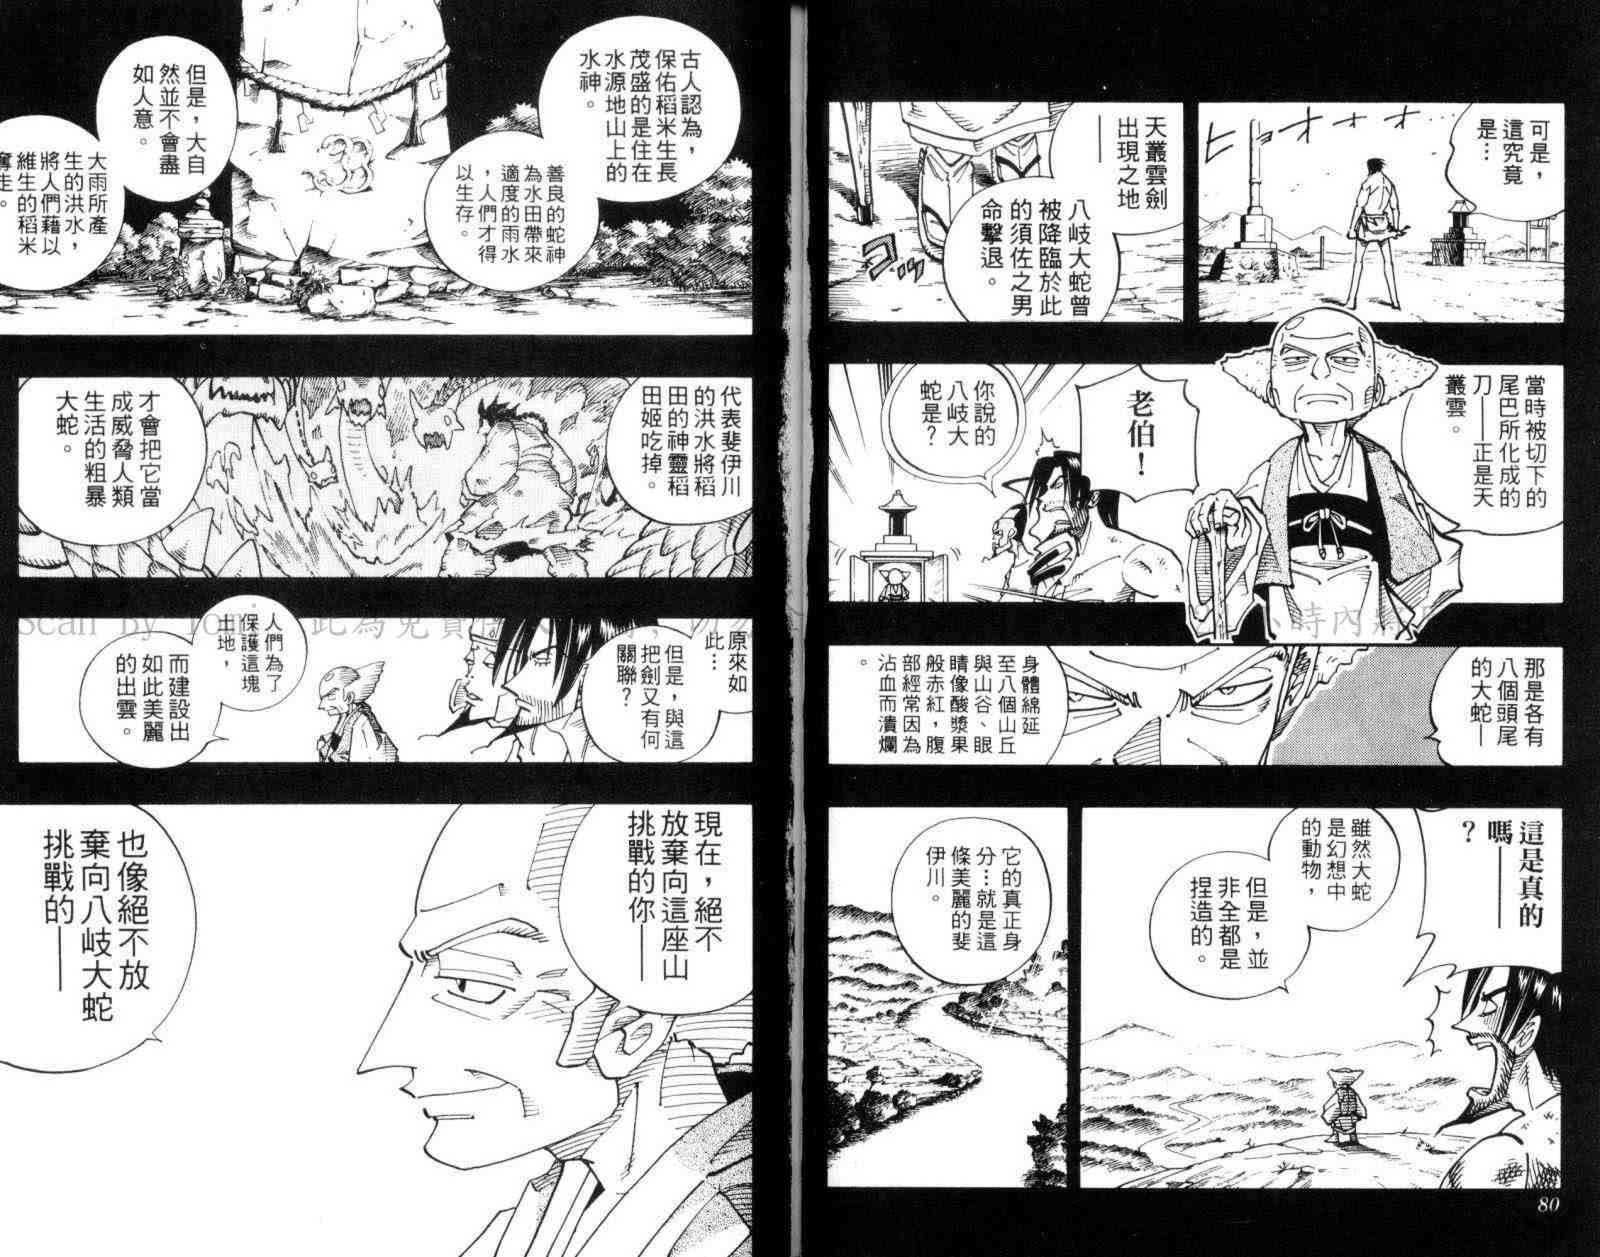 可是，
這究竟
是…
天叢雲劍
出現之地
——
八岐大蛇曾
被降臨於此
的須佐之男
命擊退。
當時被切下的
尾巴所化成的
刀——正是天
叢雲。
老伯！
你說的
八岐大
蛇是？
那是各有
八個頭尾
的大蛇——
身體綿延
至八個山丘
與山谷、眼
睛像酸漿果
般赤紅，腹
部經常因為
沾血而潰爛
。
這是真的
嗎——
？
雖然大蛇
是幻想中
的動物，
但是，並
非全都是
捏造的。
它的真正身
分…就是這
條美麗的斐
伊川。
80
古人認為，
保佑稻米生長
茂盛的是住在
水源地山上的
水神。
善良的蛇神
為水田帶來
適度的雨水
，人們才得
以生存。
但是，大自
然並不會盡
如人意。
大雨所產
生的洪水，
將人們藉以
維生的稻米
奪走。
代表斐伊川
的洪水將稻
田的神靈稻
田姬吃掉。
才會把它當
成威脅人類
生活的粗暴
大蛇。
原來如
此…
但是，與這
把劍又有何
關聯？
人們為了
保護這塊
出地，
而建設出
如此美麗
的出雲。
現在，絕不
放棄向這座山
挑戰的你——
也像絕不放
棄向八岐大蛇
挑戰的——
Scan By
此為免費
時內